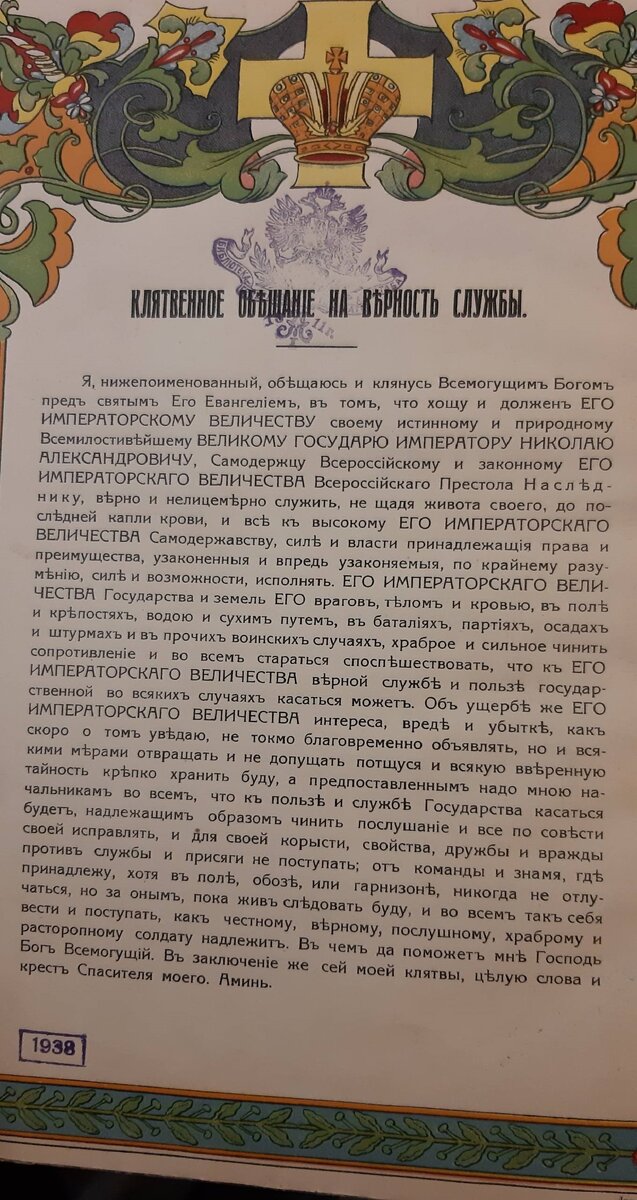 КЛЯТВЕННОЕ ОБѢЩАНІЕ НА ВѢРНОСТЬ СЛУЖБЫ.
Я, нижепоименованный, обѣщаюсь и клянусь Всемогущимъ Богомъ
предъ святымъ Его Евангеліемъ, въ томъ, что хощу и долженъ ЕГО
ИМПЕРАТОРСКОМУ ВЕЛИЧЕСТВУ своему истинному и природному
Всемилостивѣйшему ВЕЛИКОМУ ГОСУДАРЮ ИМПЕРАТОРУ НИКОЛАЮ
АЛЕКСАНДРОВИЧУ, Самодержцу Всероссійскому и законному ЕГО
ИМПЕРАТОРСКАГО ВЕЛИЧЕСТВА Всероссійскаго Престола Наслѣд-
нику, вѣрно и нелицемѣрно служить, не щадя живота своего, до по-
слѣдней капли крови, и всѣ къ высокому ЕГО ИМПЕРАТОРСКАГО
ВЕЛИЧЕСТВА Самодержавству, силѣ и власти принадлежащія права и
преимущества, узаконенныя и впредь узаконяемыя, по крайнему разу-
мѣнію, силѣ и возможности, исполнять. ЕГО ИМПЕРАТОРСКАГО ВЕЛИ-
ЧЕСТВА Государства и земель ЕГО враговъ, тѣломъ и кровью, въ полѣ
и крѣпостяхъ, водою и сухимъ путемъ, въ баталіяхъ, партіяхъ, осадахъ
и штурмахъ и въ прочихъ воинскихъ случаяхъ, храброе и сильное чинить
сопротивленіе и во всемъ стараться споспѣшествовать, что къ ЕГО
ИМПЕРАТОРСКАГО ВЕЛИЧЕСТВА вѣрной службѣ и пользѣ государ-
ственной во всякихъ случаяхъ касаться можетъ. Объ ущербѣ же ЕГО
ИМПЕРАТОРСКАГО ВЕЛИЧЕСТВА интереса, вредѣ и убыткѣ, какъ
скоро о томъ увѣдаю, не токмо благовременно объявлять, но и вся-
кими мѣрами отвращать и не допущать потщуся и всякую ввѣренную
тайность крѣпко хранить буду, а предпоставленнымъ надо мною на-
чальникамъ во всемъ, что къ пользѣ и службѣ Государства касаться
будетъ, надлежащимъ образомъ чинить послушаніе и все по совѣсти
своей исправлять, и для своей корысти, свойства, дружбы и вражды
противъ службы и присяги не поступать; отъ команды и знамя, гдѣ
принадлежу, хотя въ полѣ, обозѣ, или гарнизонѣ, никогда не отлу-
чаться, но за онымъ, пока живъ слѣдовать буду, и во всемъ такъ себя
вести и поступать, какъ честному, вѣрному, послушному, храброму и
расторопному солдату надлежитъ. Въ чемъ да поможетъ мнѣ Господь
Богъ Всемогущій. Въ заключеніе же сей моей клятвы, цѣлую слова и
крестъ Спасителя моего. Аминь.
1938